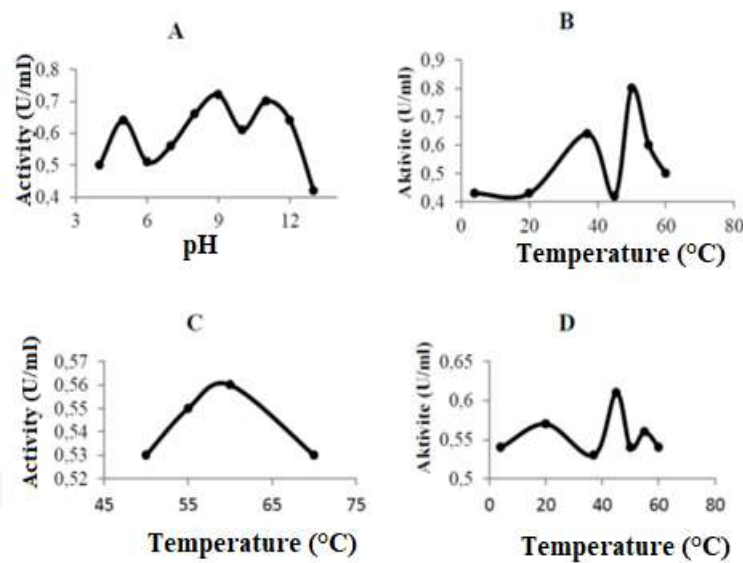 A
Activity (U/ml)
0,8
0,7
0,6
0,5
0,4
3 6 9 12
pH
B
Aktivite (U/ml)
0,9
0,8
0,7
0,6
0,5
0,4
0 20 40 60 80
Temperature (°C)
C
Activity (U/ml)
0,57
0,56
0,55
0,54
0,53
0,52
45 55 65 75
Temperature (°C)
D
Aktivite (U/ml)
0,65
0,6
0,55
0,5
0 20 40 60 80
Temperature (°C)